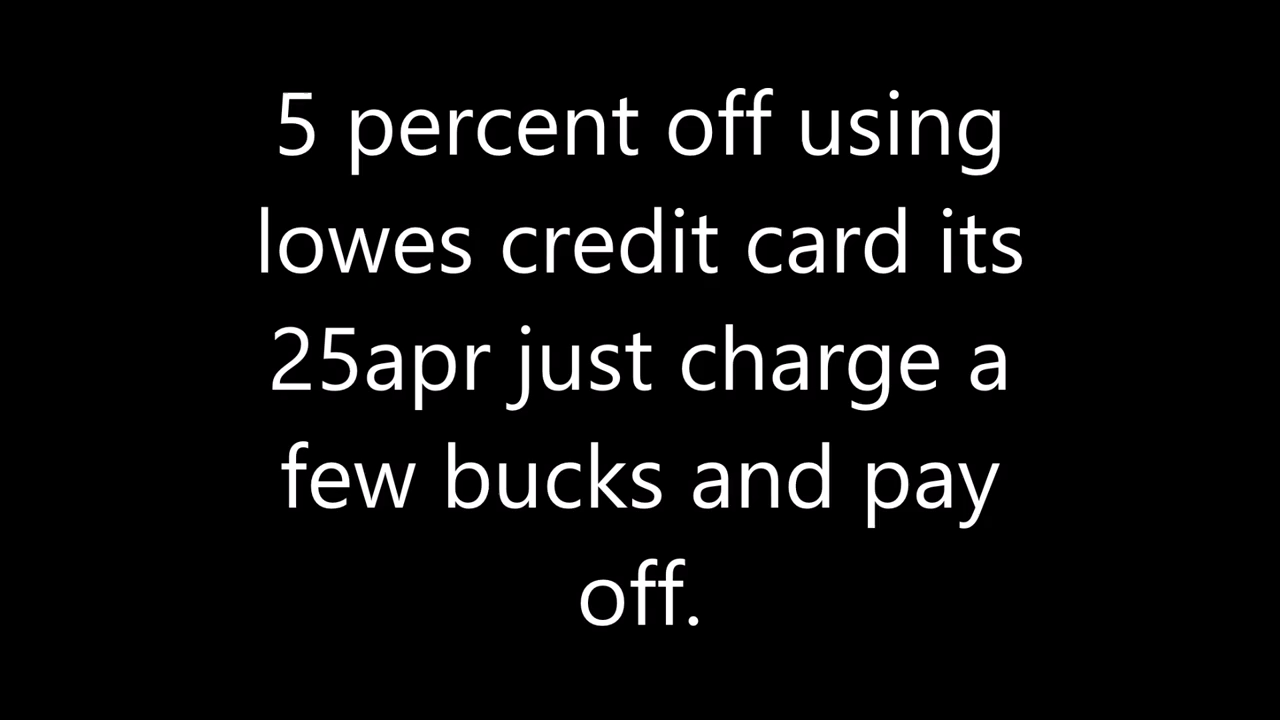 5 percent off using
lowes credit card its
25apr just charge a
few bucks and pay
off.